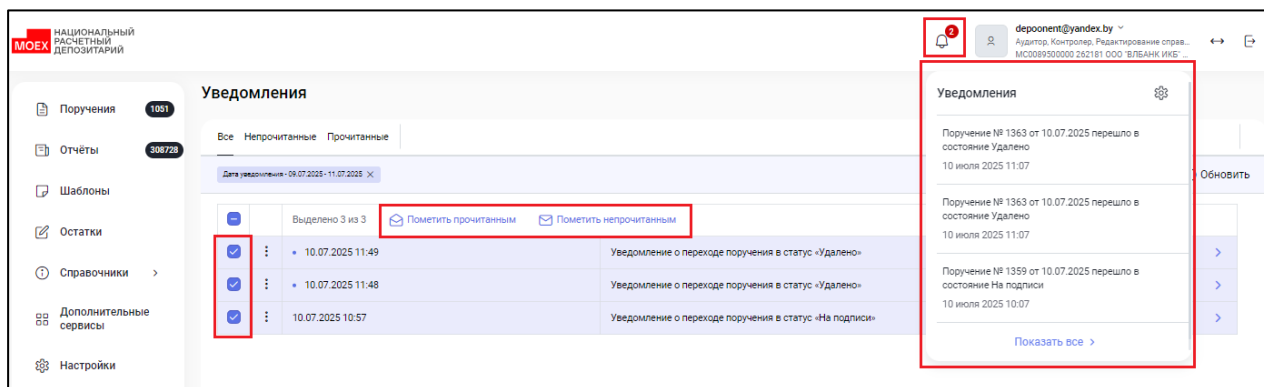 MOEX
НАЦИОНАЛЬНЫЙ
РАСЧЕТНЫЙ
ДЕПОЗИТАРИЙ
2
depoonent@yandex.by
Аудитор, Контролер, Редактирование справ...
MC0089500000 262181 ООО "ВЛБАНК ИКБ" ...
Поручения 1051
Отчёты 308728
Шаблоны
Остатки
Справочники
Дополнительные
сервисы
Настройки
Уведомления
Все Непрочитанные Прочитанные
Дата уведомления - 09.07.2025 - 11.07.2025
Обновить
Выделено 3 из 3 Пометить прочитанным Пометить непрочитанным
10.07.2025 11:49 Уведомление о переходе поручения в статус «Удалено»
10.07.2025 11:48 Уведомление о переходе поручения в статус «Удалено»
10.07.2025 10:57 Уведомление о переходе поручения в статус «На подписи»
Уведомления
Поручение № 1363 от 10.07.2025 перешло в
состояние Удалено
10 июля 2025 11:07
Поручение № 1363 от 10.07.2025 перешло в
состояние Удалено
10 июля 2025 11:07
Поручение № 1359 от 10.07.2025 перешло в
состояние На подписи
10 июля 2025 10:07
Показать все